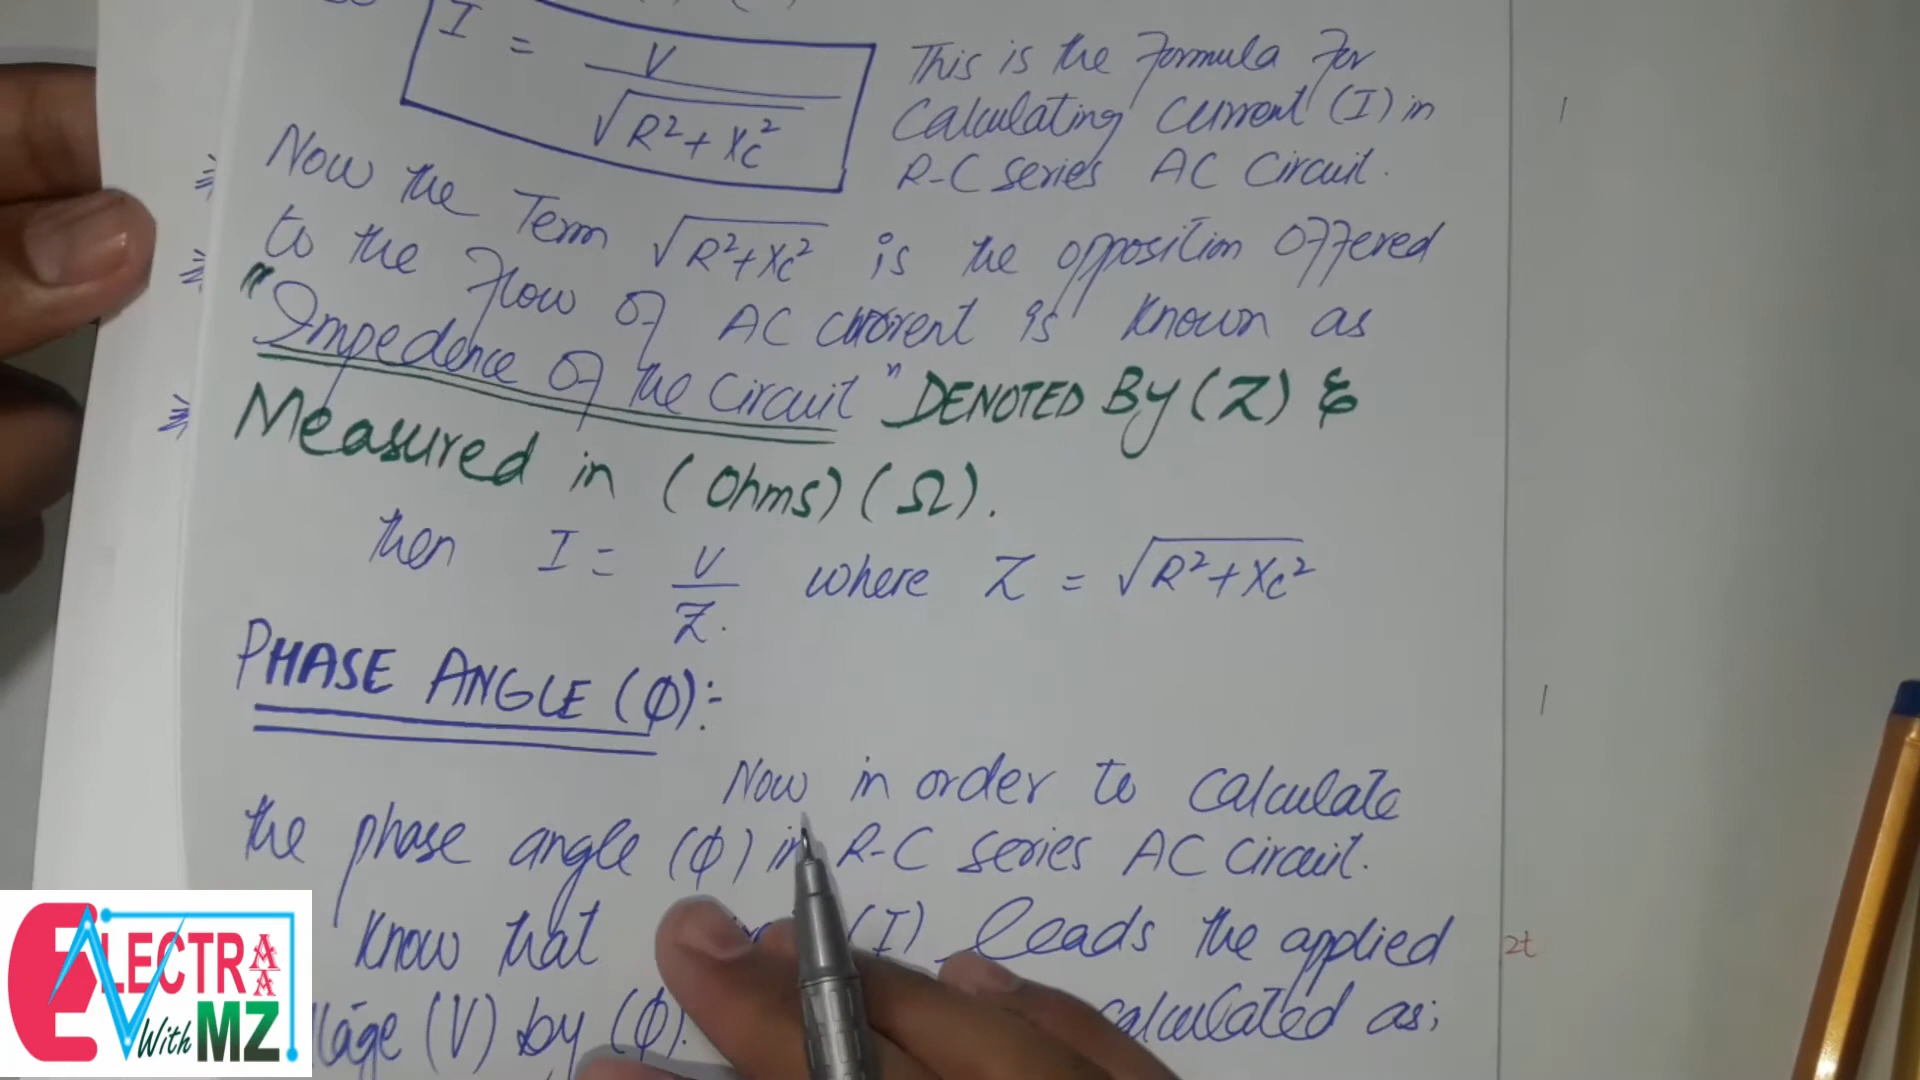 I = V / √R²+Xc²
This is the Formula For
Calculating Current (I) in
R-C series AC Circuit.
Now the Term √R²+Xc² is the opposition offered
to the Flow of AC current is known as
"Impedence of the circuit" DENOTED BY (Z) &
Measured in (Ohms) (Ω).
then I = V/Z. where Z = √R²+Xc²
PHASE ANGLE (Φ):-
Now in order to Calculate
the phase angle (Φ) in R-C series AC circuit.
Know that (I) leads the applied
(V) by (Φ). calculated as;
2t
ELECTRAA
With MZ